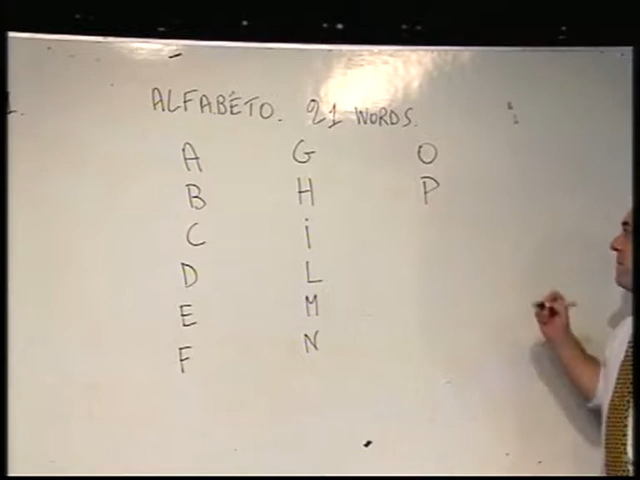 ALFABÉTO. 21 WORDS.
A G O
B H P
C i
D L
E M
F N